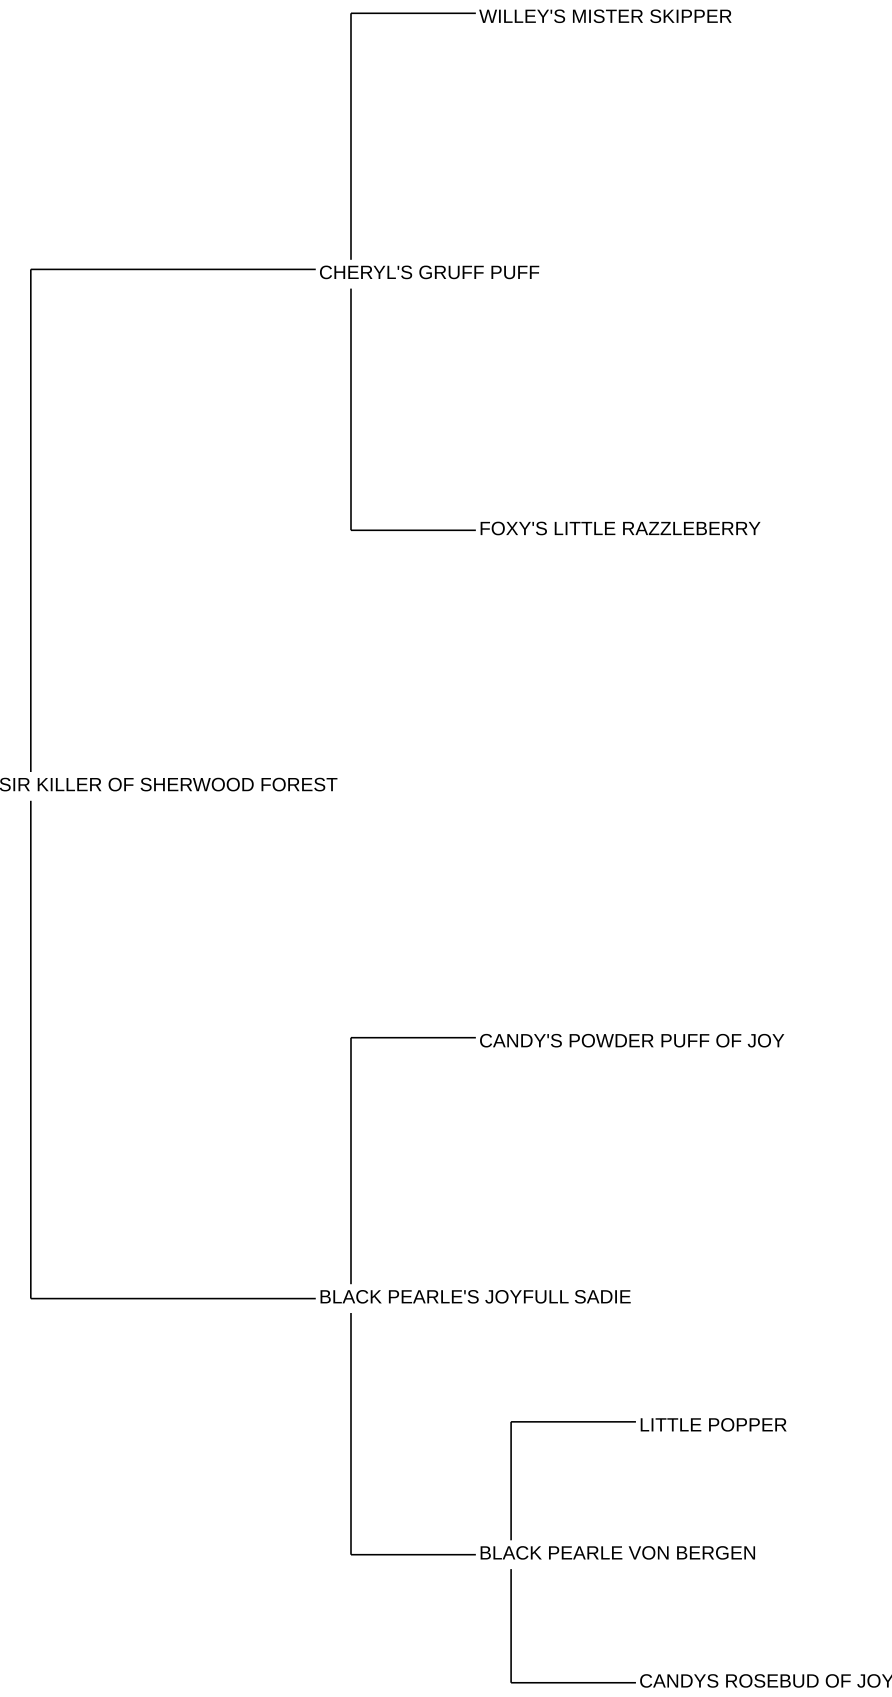 WILLEY'S MISTER SKIPPER
CHERYL'S GRUFF PUFF
FOXY'S LITTLE RAZZLEBERRY
SIR KILLER OF SHERWOOD FOREST
CANDY'S POWDER PUFF OF JOY
BLACK PEARLE'S JOYFULL SADIE
LITTLE POPPER
BLACK PEARLE VON BERGEN
CANDYS ROSEBUD OF JOY